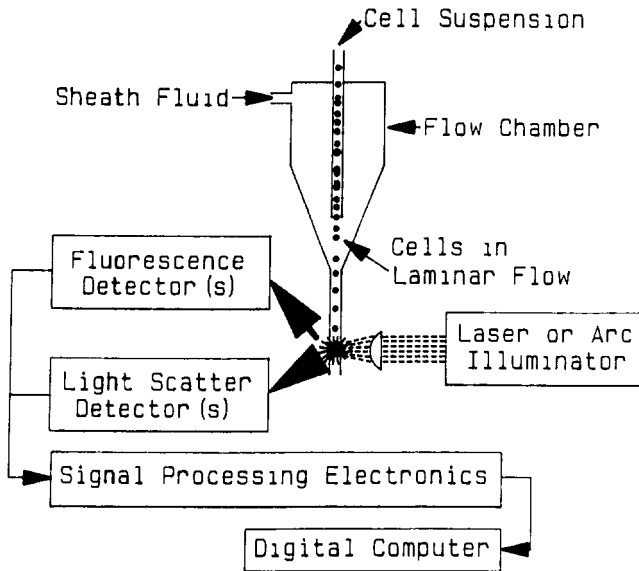 Cell Suspension
Sheath Fluid
Flow Chamber
Cells in
Laminar Flow
Fluorescence
Detector(s)
Laser or Arc
Illuminator
Light Scatter
Detector(s)
Signal Processing Electronics
Digital Computer